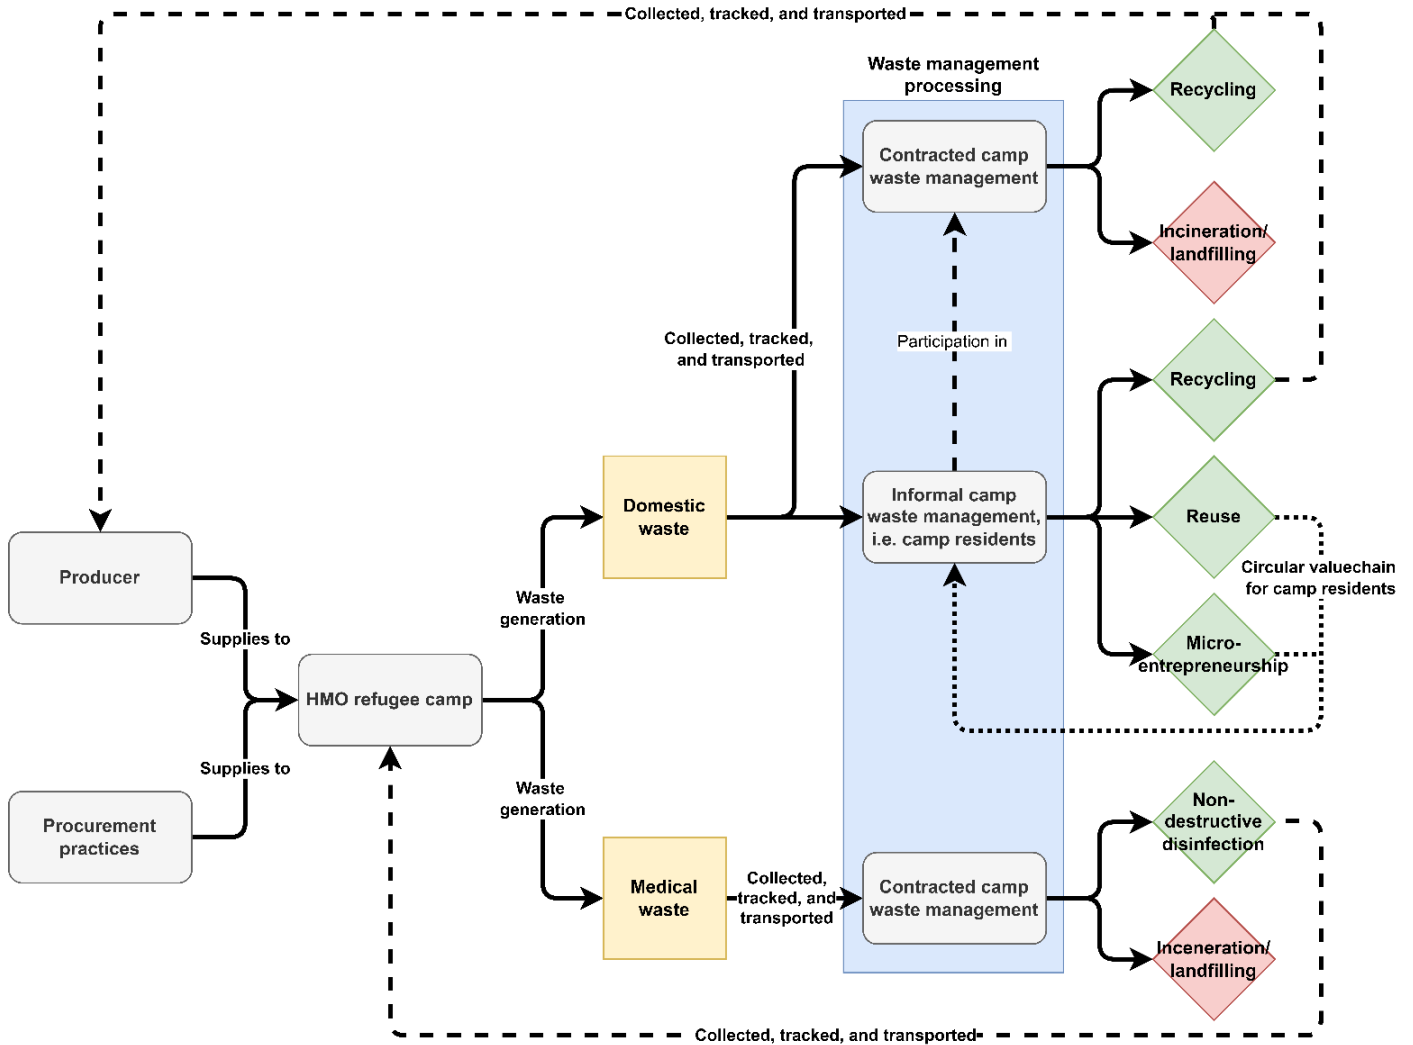 Collected, tracked, and transported
Waste management
processing
Recycling
Contracted camp
waste management
Incineration/
landfilling
Collected, tracked,
and transported
Participation in
Recycling
Domestic
waste
Informal camp
waste management,
i.e. camp residents
Reuse
Circular valuechain
for camp residents
Producer
Waste
generation
Supplies to
Micro-
entrepreneurship
HMO refugee camp
Supplies to
Waste
generation
Procurement
practices
Non-
destructive
disinfection
Medical
waste
Collected,
tracked, and
transported
Contracted camp
waste management
Inceneration/
landfilling
Collected, tracked, and transported